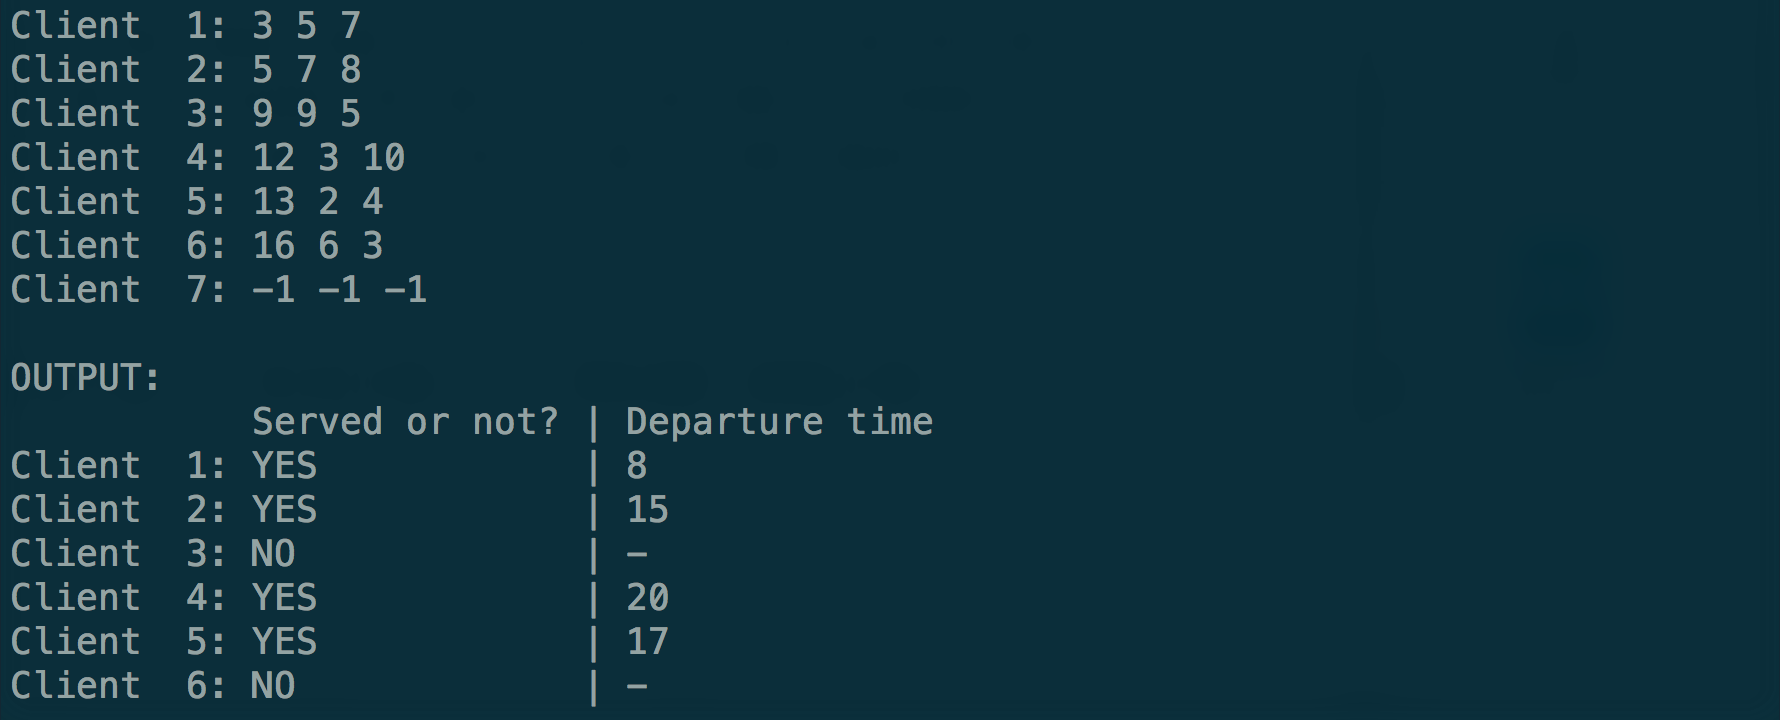 Client  1: 3 5 7
Client  2: 5 7 8
Client  3: 9 9 5
Client  4: 12 3 10
Client  5: 13 2 4
Client  6: 16 6 3
Client  7: -1 -1 -1

OUTPUT:
           Served or not? | Departure time
Client  1: YES            | 8
Client  2: YES            | 15
Client  3: NO             | -
Client  4: YES            | 20
Client  5: YES            | 17
Client  6: NO             | -